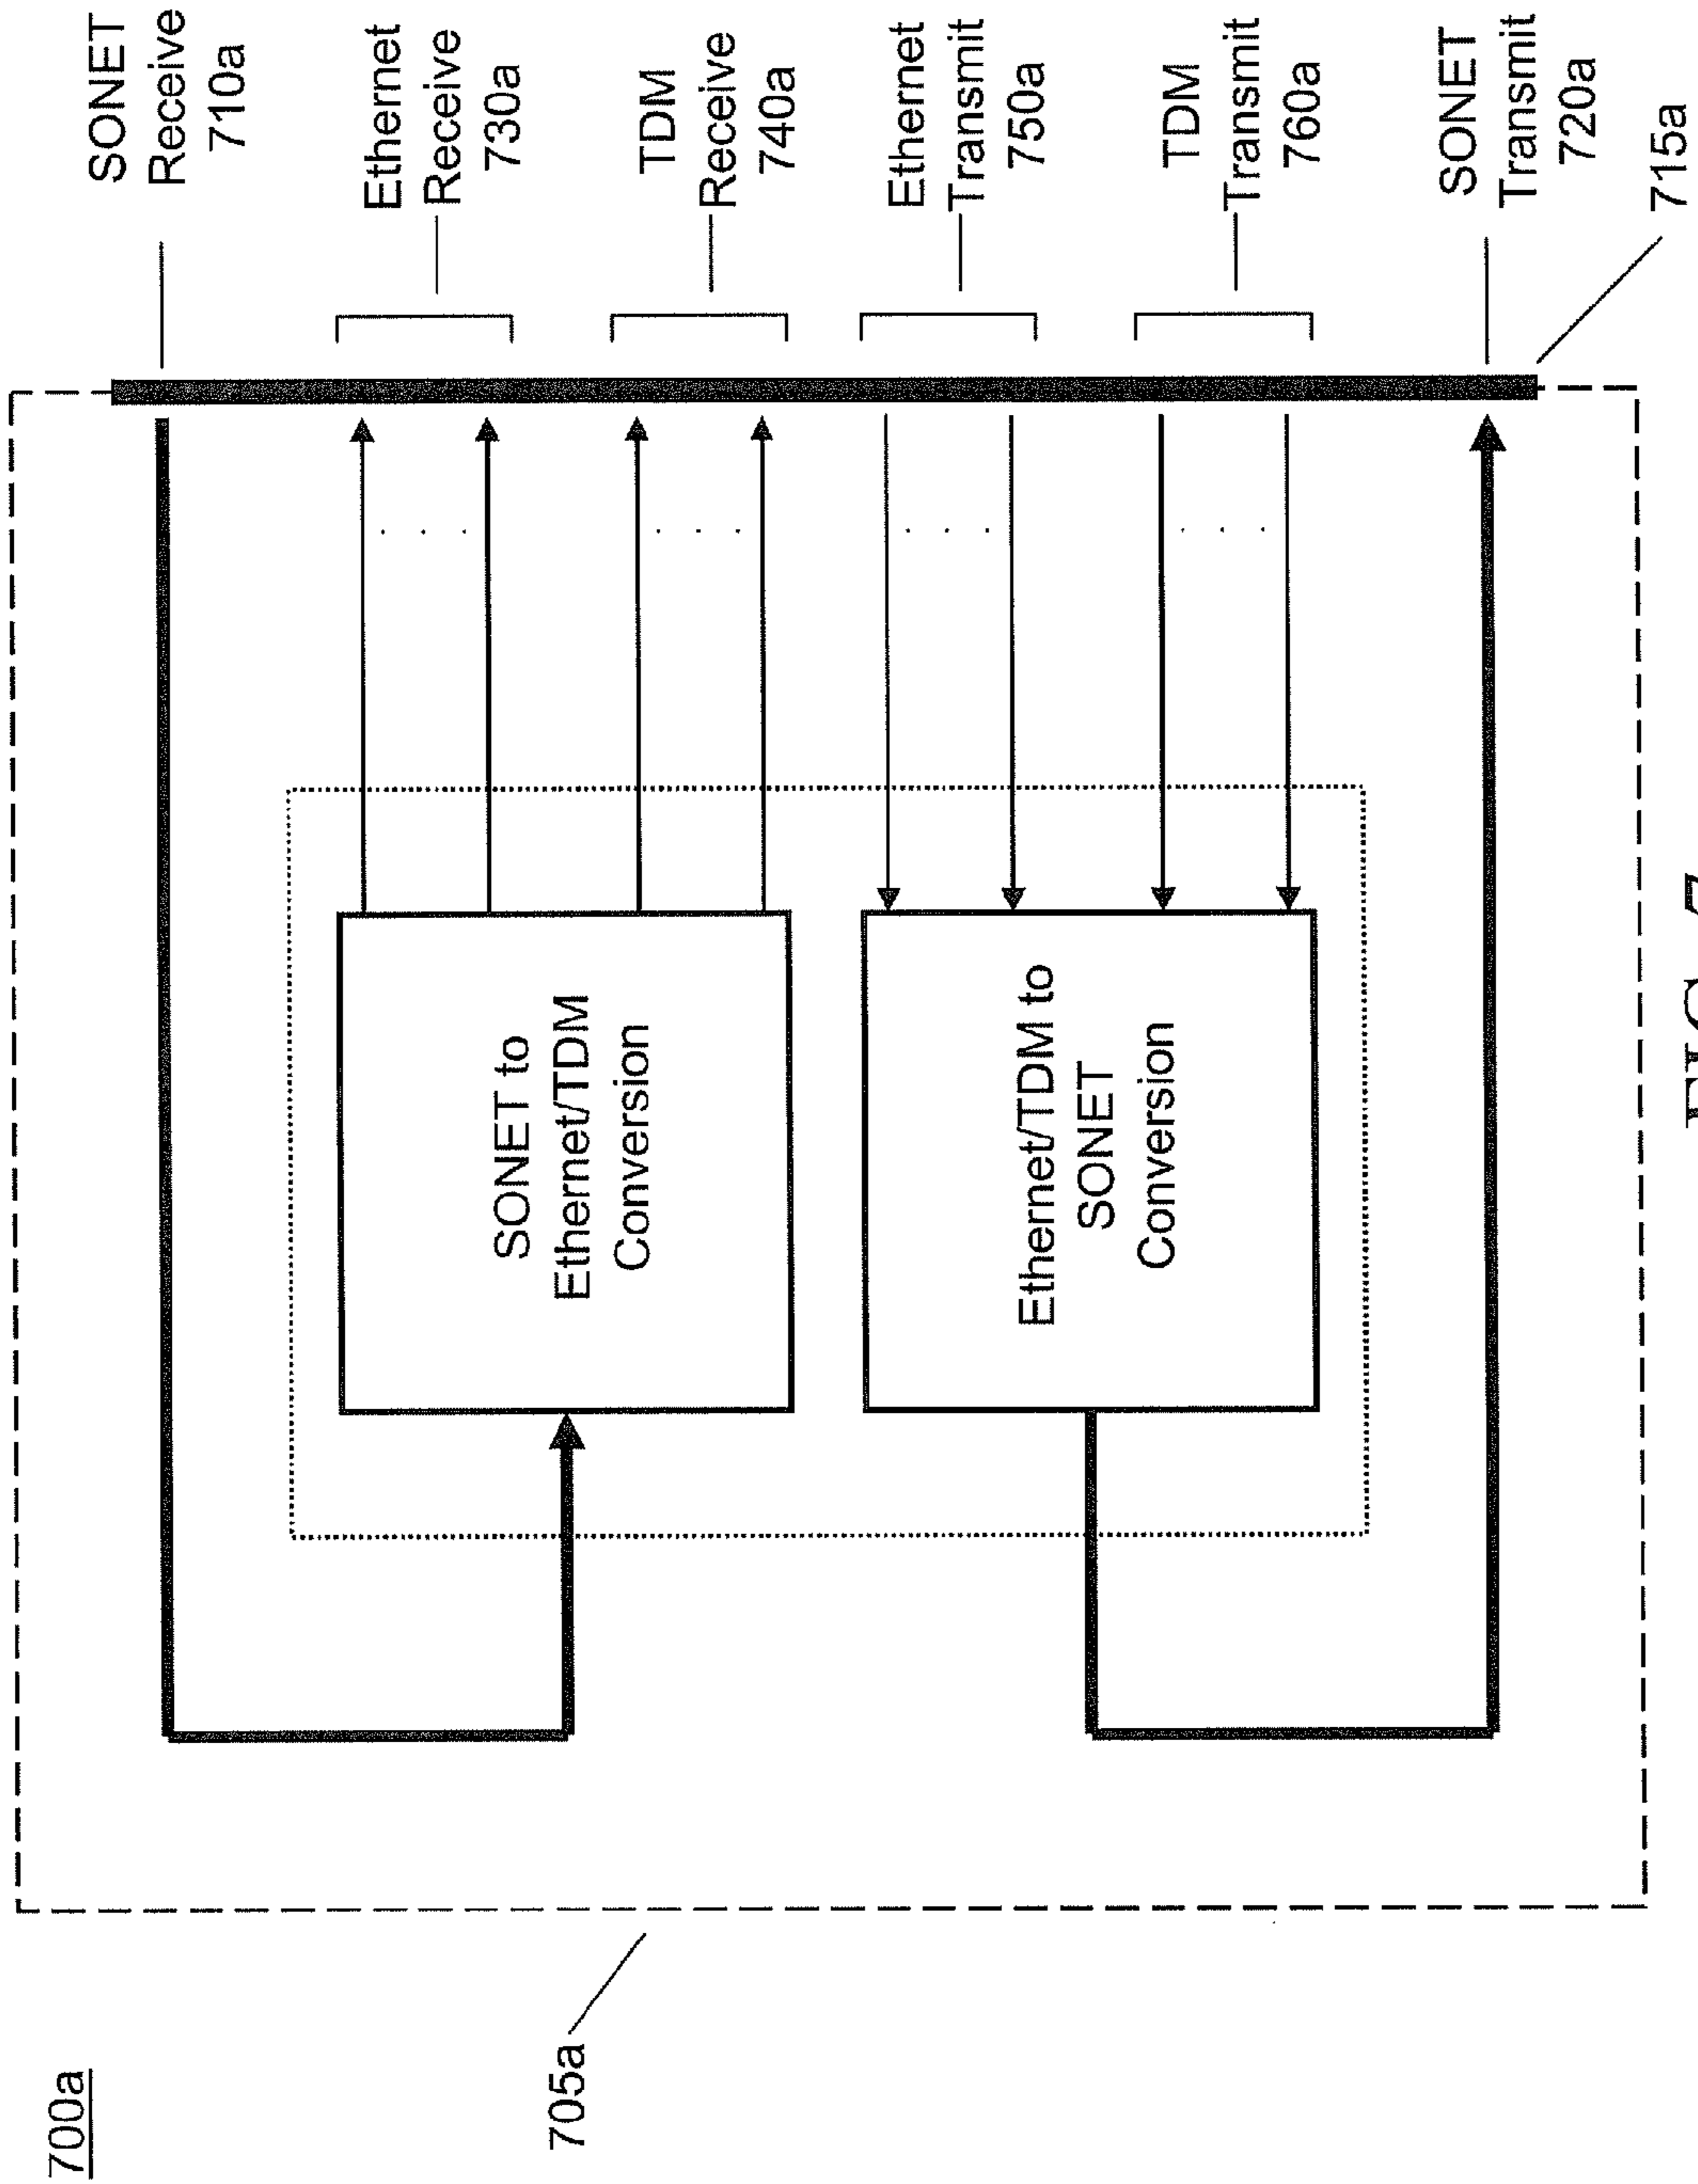 700a
705a
SONET to
Ethernet/TDM
Conversion
Ethernet/TDM to
SONET
Conversion
SONET
Receive
710a
Ethernet
Receive
730a
TDM
Receive
740a
Ethernet
Transmit
750a
TDM
Transmit
760a
SONET
Transmit
720a
715a